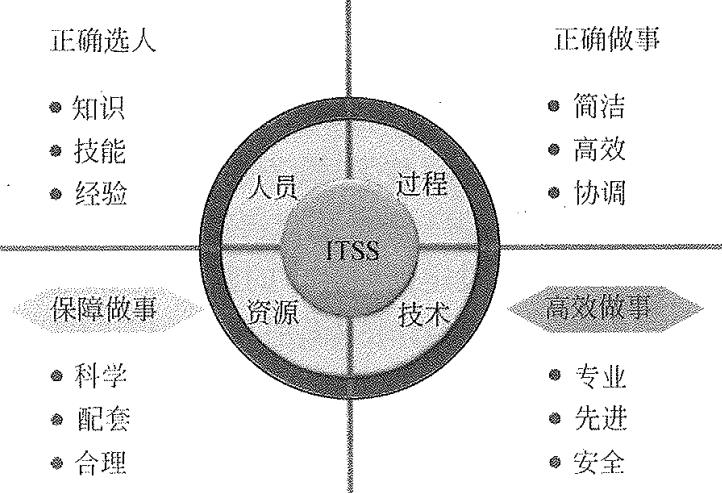 正确选人
知识
技能
经验
正确做事
简洁
高效
协调
人员
过程
ITSS
资源
技术
保障做事
科学
配套
合理
高效做事
专业
先进
安全